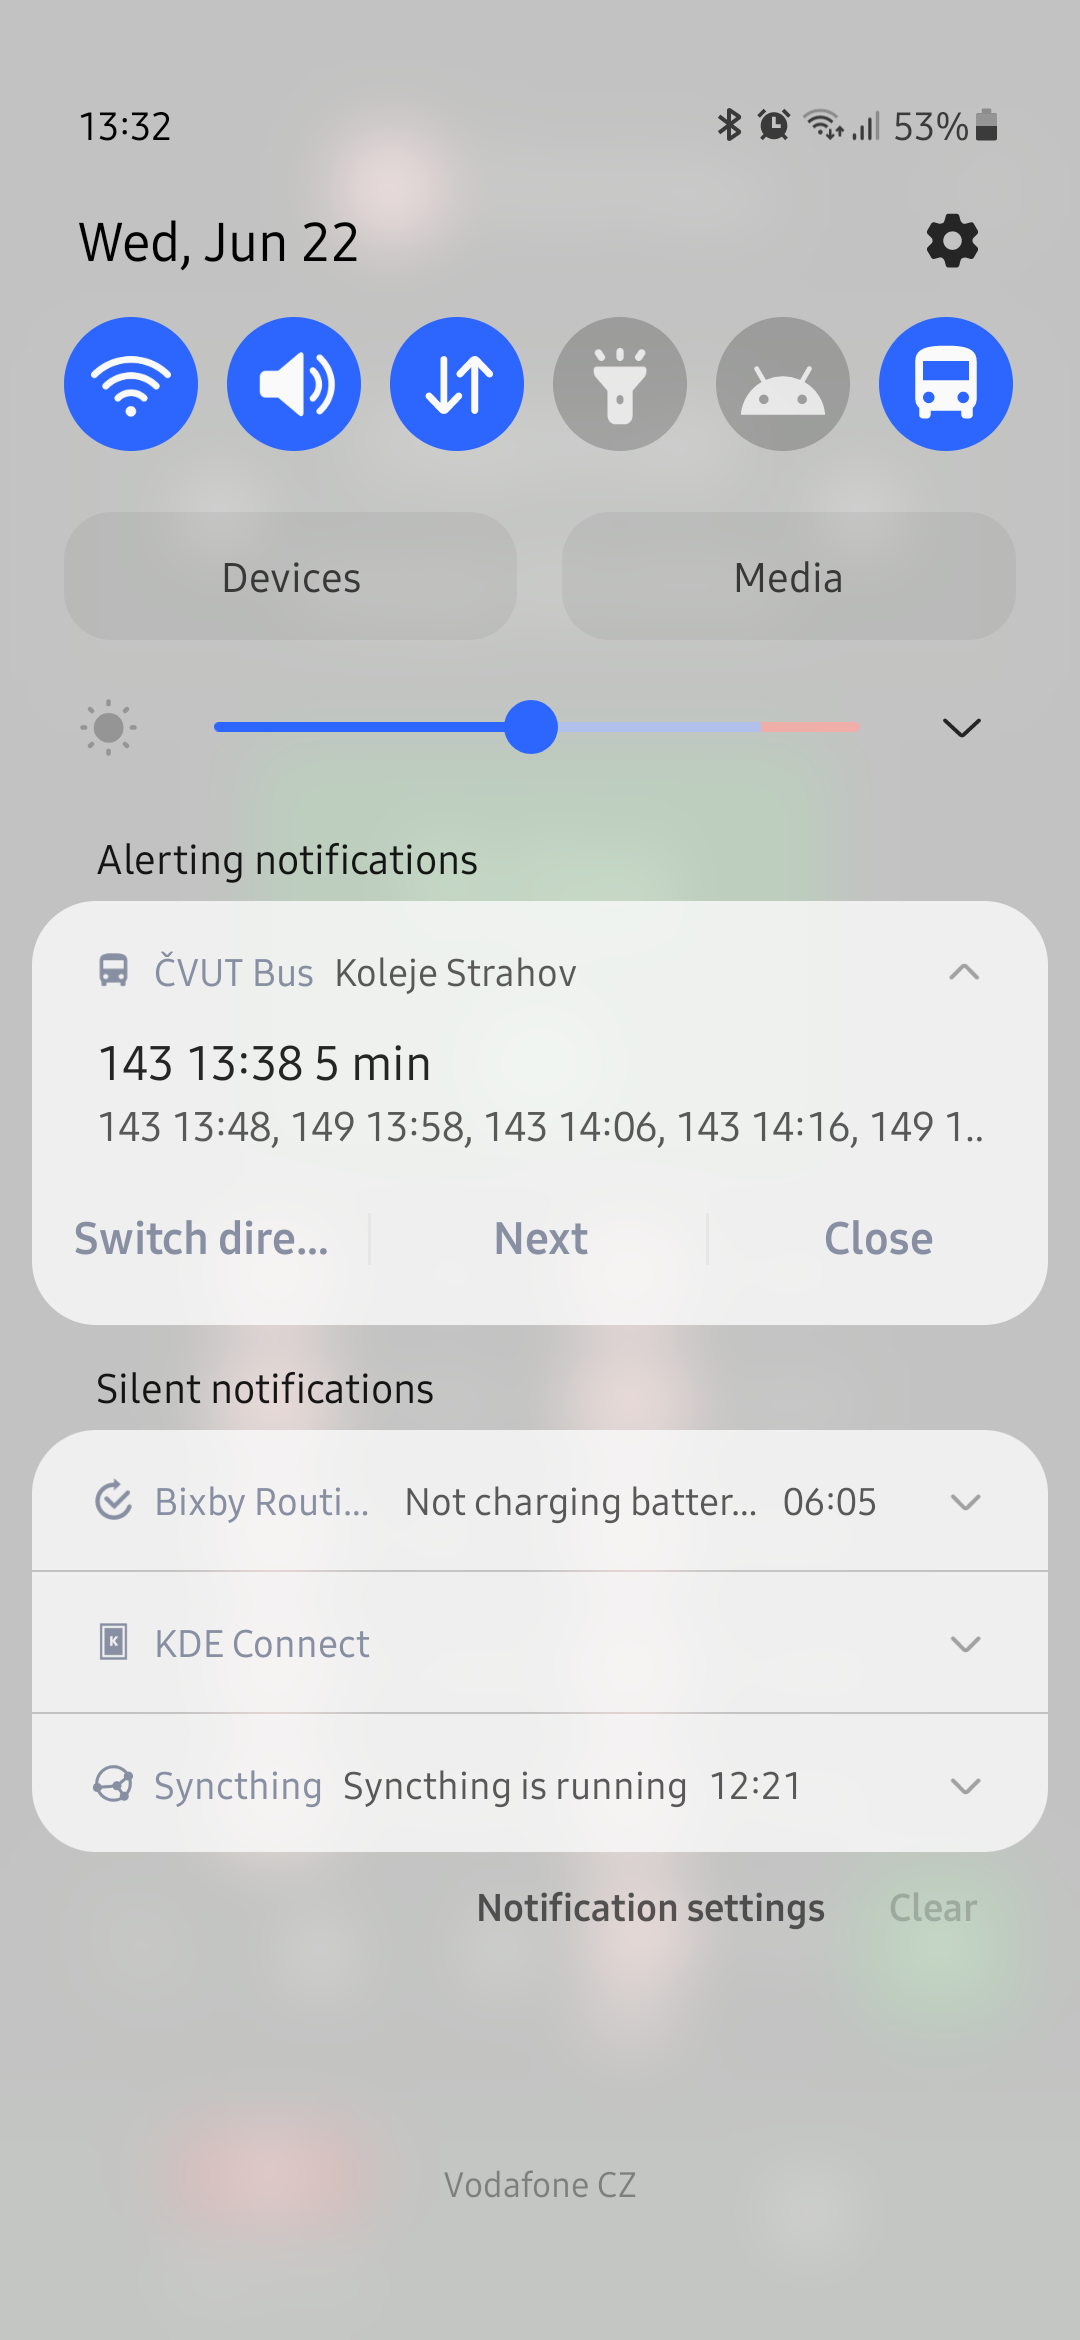 13:32 53%
Wed, Jun 22
Devices Media
Alerting notifications
ČVUT Bus Koleje Strahov
143 13:38 5 min
143 13:48, 149 13:58, 143 14:06, 143 14:16, 149 1..
Switch dire... Next Close
Silent notifications
Bixby Routi... Not charging batter... 06:05
K KDE Connect
Syncthing Syncthing is running 12:21
Notification settings Clear
Vodafone CZ